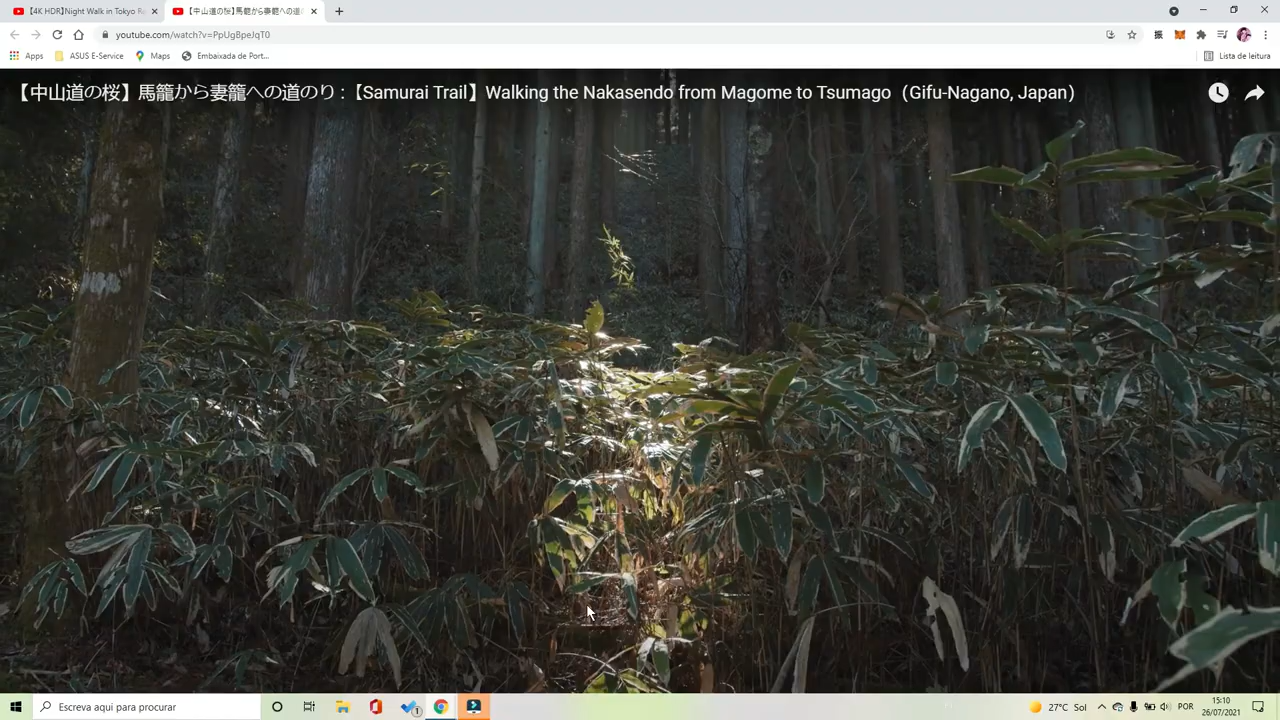 【4K HDR】Night Walk in Tokyo
【中山道の桜】馬籠から妻籠への道の
youtube.com/watch?v=PpUgBpeJqT0
Apps
ASUS E-Service
Maps
Embaixada de Port...
Lista de leitura
【中山道の桜】馬籠から妻籠への道のり :【Samurai Trail】Walking the Nakasendo from Magome to Tsumago（Gifu-Nagano, Japan）
Escreva aqui para procurar
1
27°C Sol
POR
15:10
26/07/2021